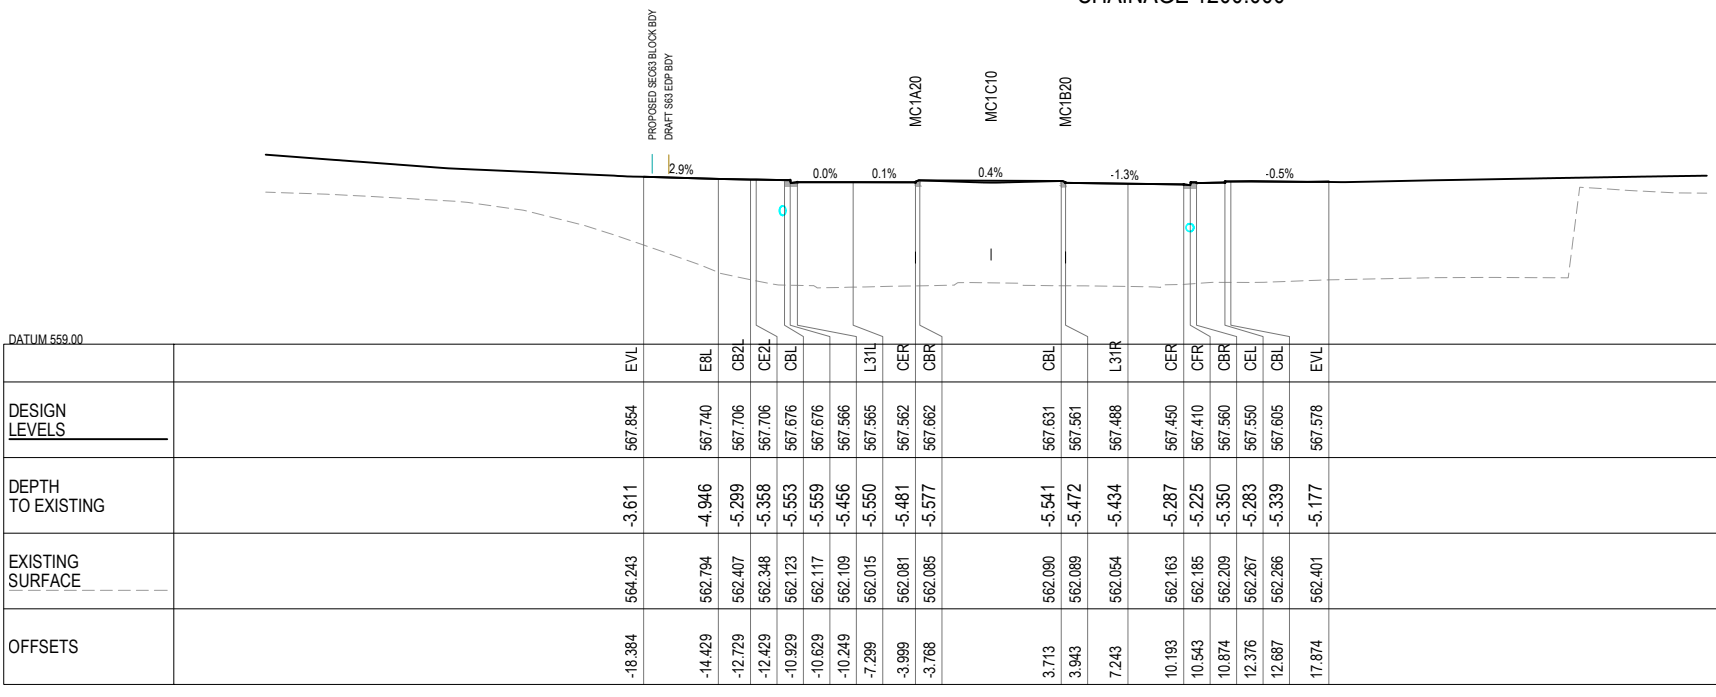 PROPOSED SEC63 BLOCK BDY
DRAFT S63 EDP BDY
MC1A20
MC1C10
MC1B20
2.9%
0.0%
0.1%
0.4%
-1.3%
-0.5%
DATUM 559.00
EVL E8L CB2L CE2L CBL L31L CER CBR CBL L31R CER CFR CBR CEL CBL EVL
DESIGN
LEVELS
567.854 567.740 567.706 567.706 567.676 567.676 567.566 567.565 567.562 567.662 567.631 567.561 567.488 567.450 567.410 567.560 567.550 567.605 567.578
DEPTH
TO EXISTING
-3.611 -4.946 -5.299 -5.358 -5.553 -5.559 -5.456 -5.550 -5.481 -5.577 -5.541 -5.472 -5.434 -5.287 -5.225 -5.350 -5.283 -5.339 -5.177
EXISTING
SURFACE
564.243 562.794 562.407 562.348 562.123 562.117 562.109 562.015 562.081 562.085 562.090 562.089 562.054 562.163 562.185 562.209 562.267 562.266 562.401
OFFSETS
-18.384 -14.429 -12.729 -12.429 -10.929 -10.629 -10.249 -7.299 -3.999 -3.768 3.713 3.943 7.243 10.193 10.543 10.874 12.376 12.687 17.874